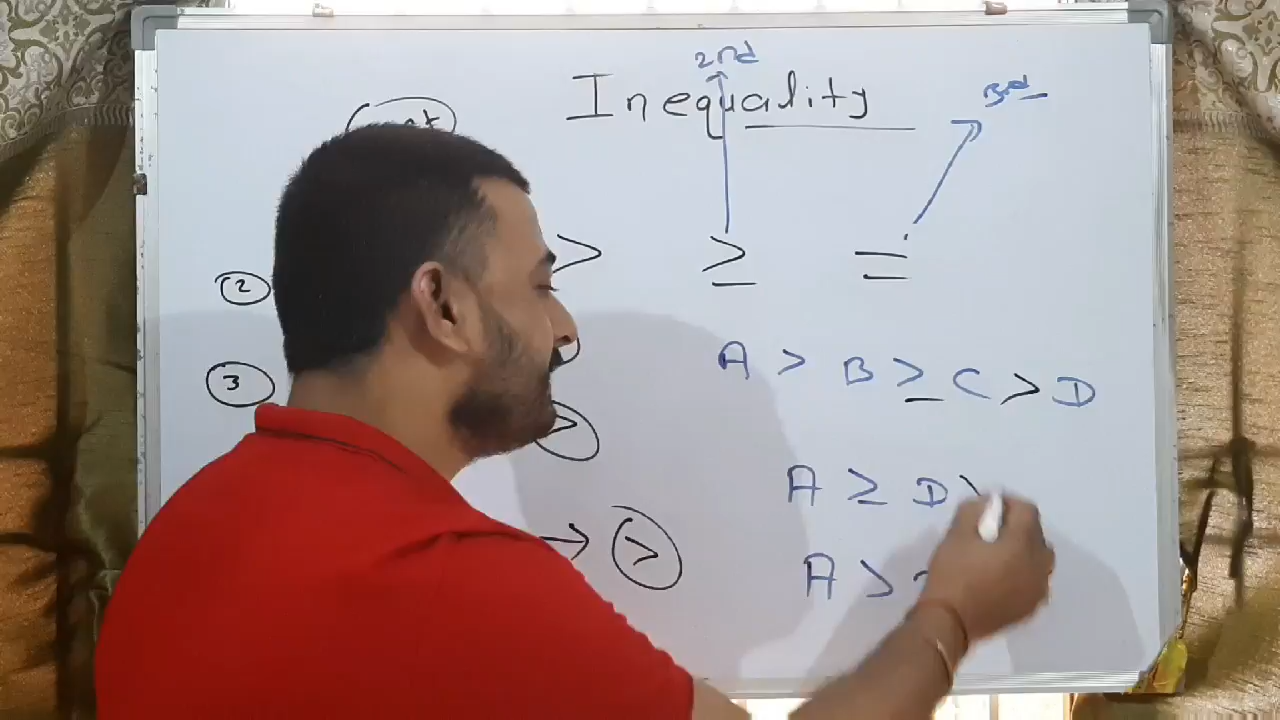 2nd
Inequality
3rd
> ≥ =
2
3
A > B ≥ C > D
>
A ≥ D
→ >
A >